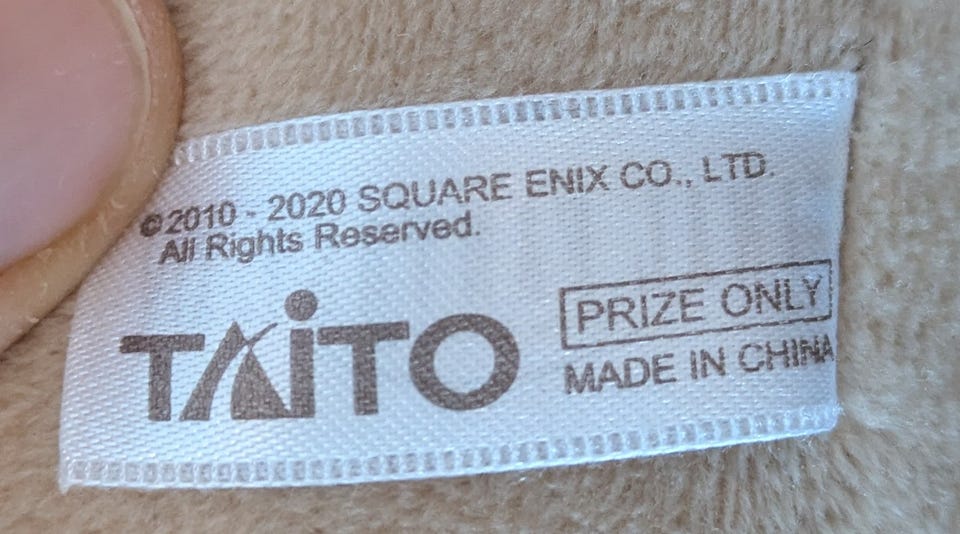 ©2010 - 2020 SQUARE ENIX CO., LTD.
All Rights Reserved.
TAiTO
PRIZE ONLY
MADE IN CHINA